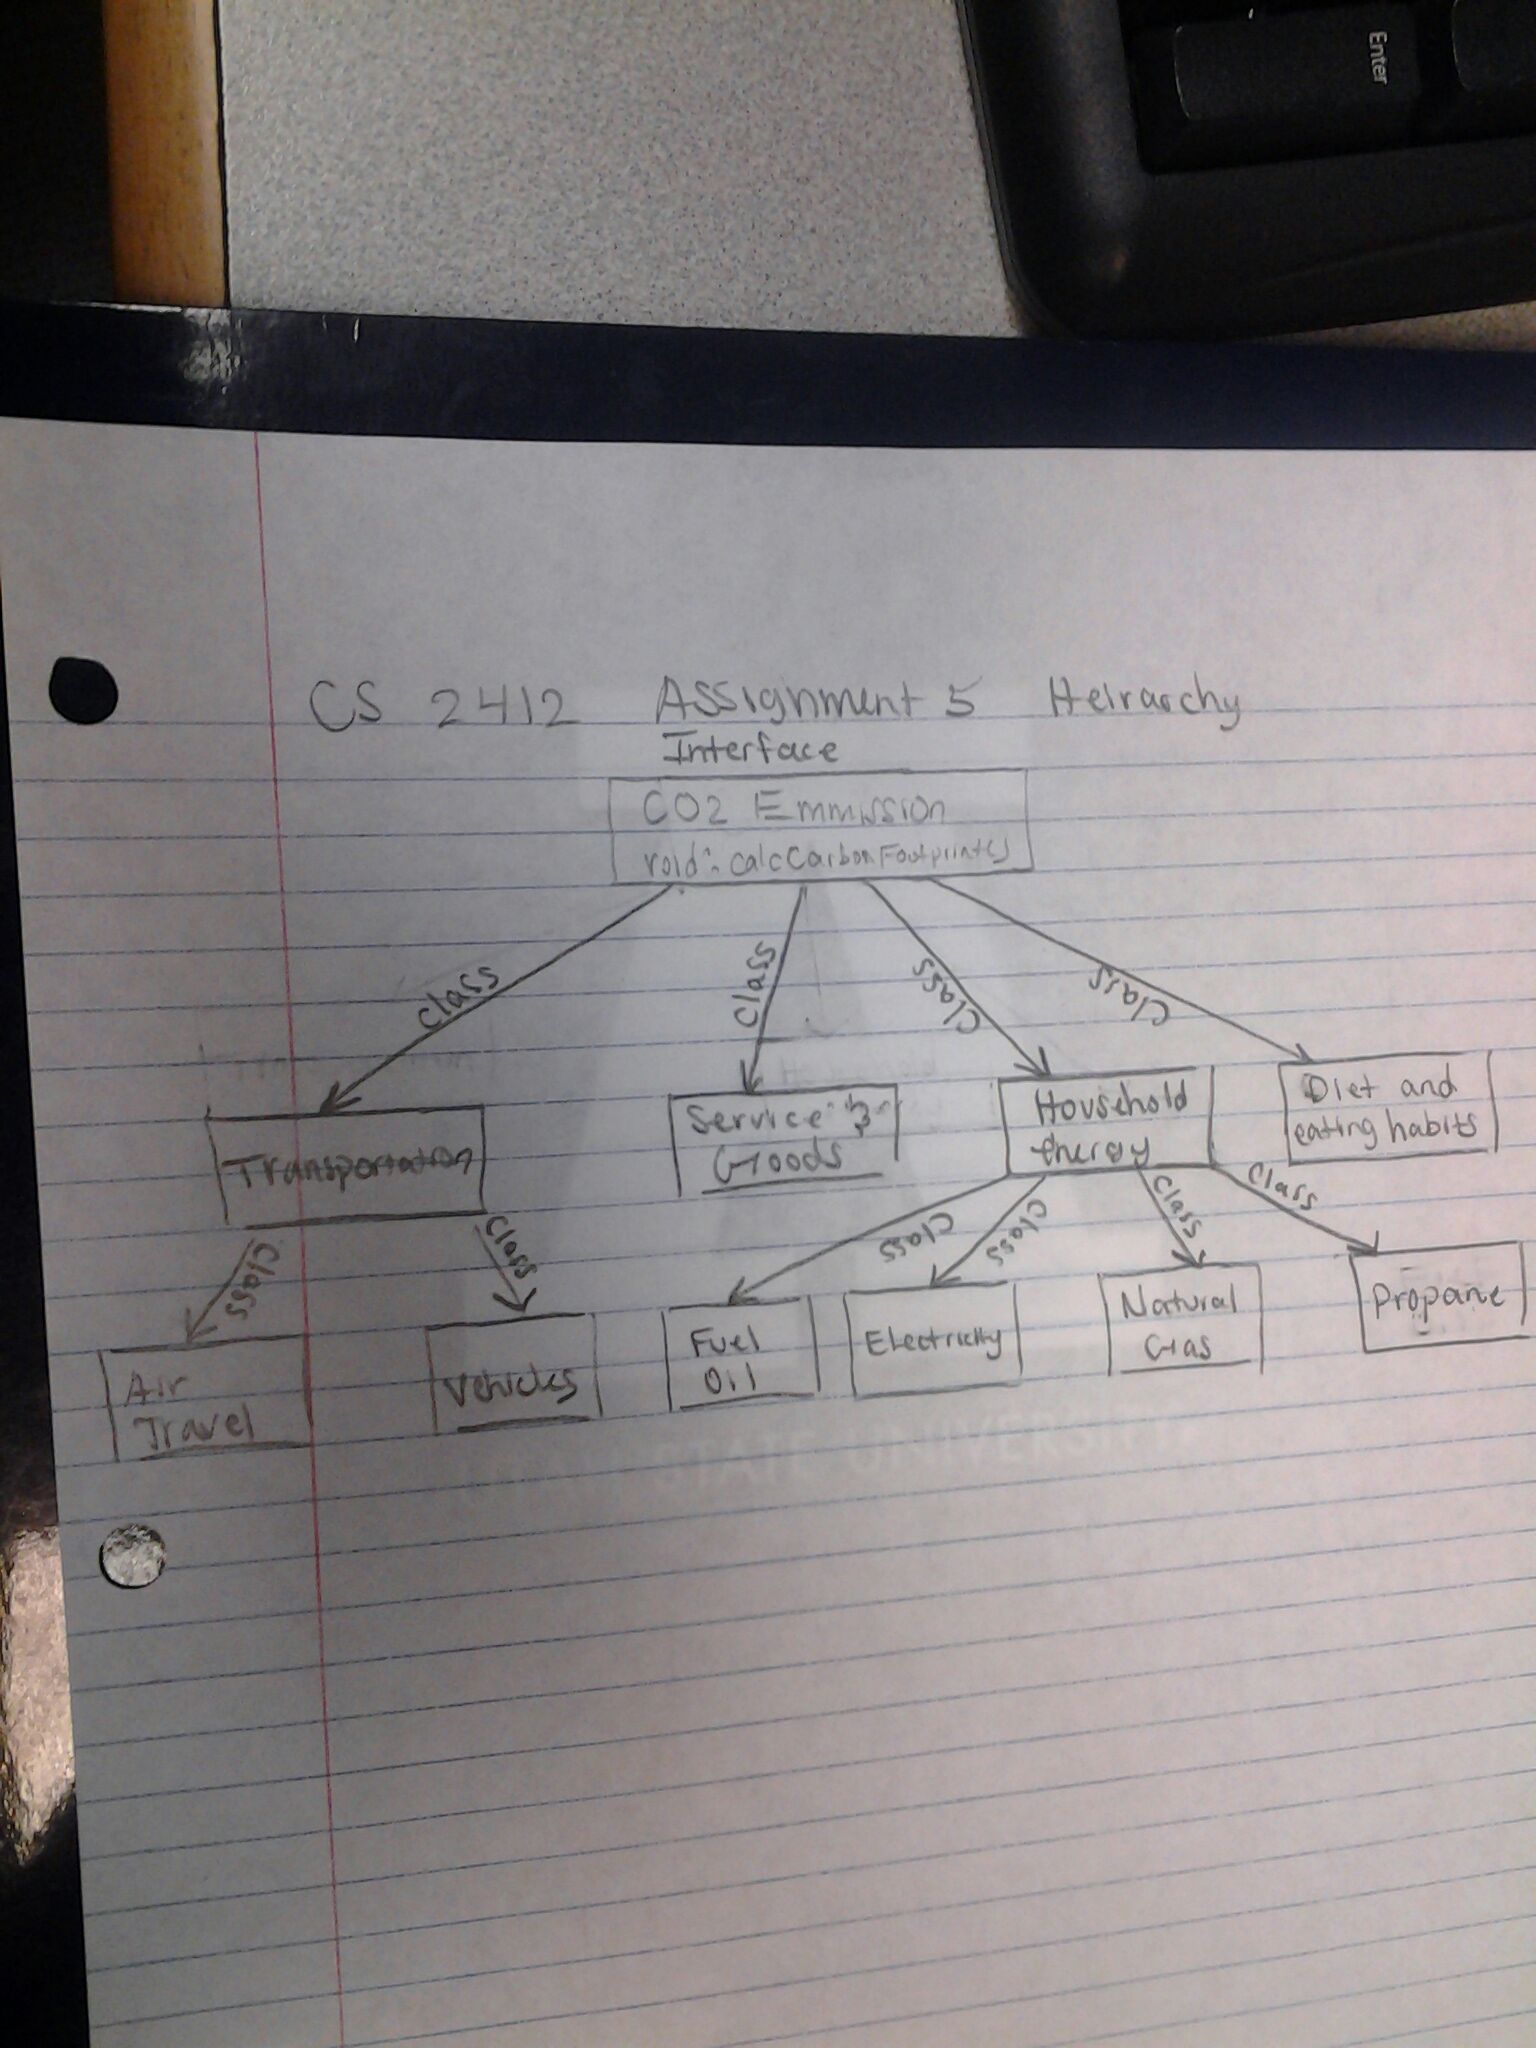 Enter
CS 2412 Assignment 5 Heirarchy
Interface
CO2 Emmission
void: calcCarbonFootprint()
class
class
class
class
Transportation
Service &
Goods
Household
energy
Diet and
eating habits
class
class
class
class
class
class
Air
Travel
Vehicles
Fuel
Oil
Electricity
Natural
Gas
Propane
STATE UNIVERSITY